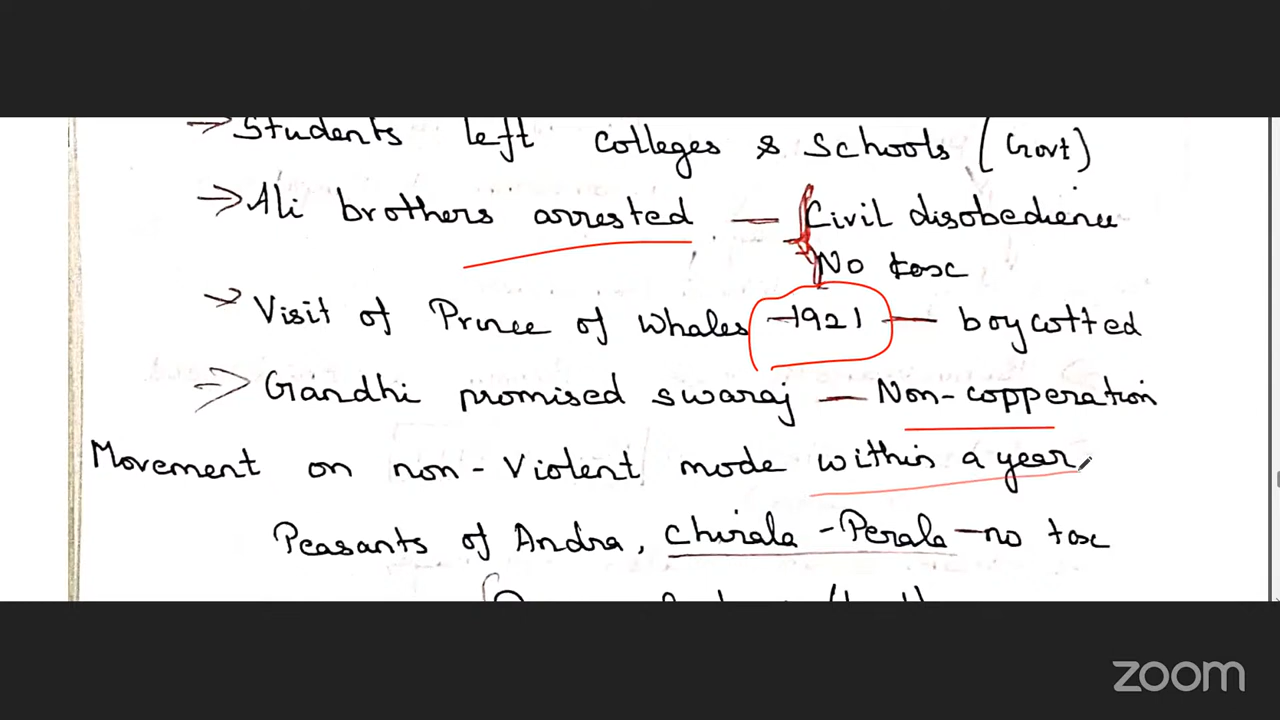 → Students left colleges & Schools (Govt)
→ Ali brothers arrested — Civil disobedience
No tax
→ Visit of Prince of Whales - 1921 — boycotted
→ Gandhi promised swaraj — Non-copperation
Movement on non-Violent mode within a year,
Peasants of Andra, Chirala - Perala - no tax
zoom